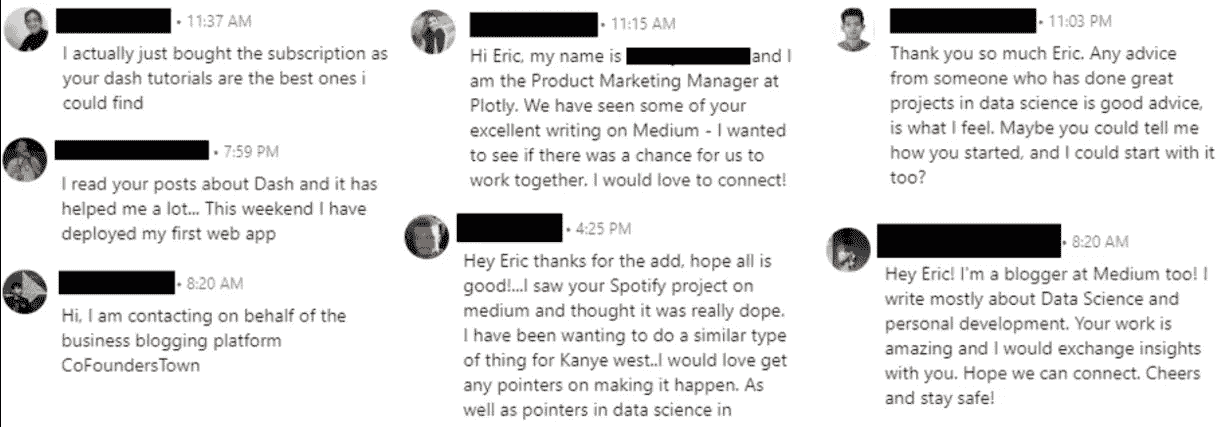 • 11:37 AM
I actually just bought the subscription as
your dash tutorials are the best ones i
could find
• 7:59 PM
I read your posts about Dash and it has
helped me a lot... This weekend I have
deployed my first web app
• 8:20 AM
Hi, I am contacting on behalf of the
business blogging platform
CoFoundersTown
• 11:15 AM
Hi Eric, my name is and I
am the Product Marketing Manager at
Plotly. We have seen some of your
excellent writing on Medium - I wanted
to see if there was a chance for us to
work together. I would love to connect!
• 4:25 PM
Hey Eric thanks for the add, hope all is
good!...I saw your Spotify project on
medium and thought it was really dope.
I have been wanting to do a similar type
of thing for Kanye west..I would love get
any pointers on making it happen. As
well as pointers in data science in
• 11:03 PM
Thank you so much Eric. Any advice
from someone who has done great
projects in data science is good advice,
is what I feel. Maybe you could tell me
how you started, and I could start with it
too?
• 8:20 AM
Hey Eric! I'm a blogger at Medium too! I
write mostly about Data Science and
personal development. Your work is
amazing and I would exchange insights
with you. Hope we can connect. Cheers
and stay safe!